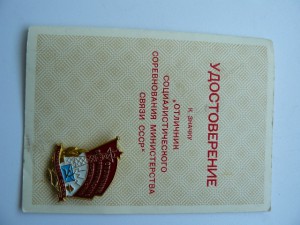 УДОСТОВЕРЕНИЕ
К ЗНАЧКУ
„ОТЛИЧНИК
СОЦИАЛИСТИЧЕСКОГО
СОРЕВНОВАНИЯ МИНИСТЕРСТВА
СВЯЗИ СССР“